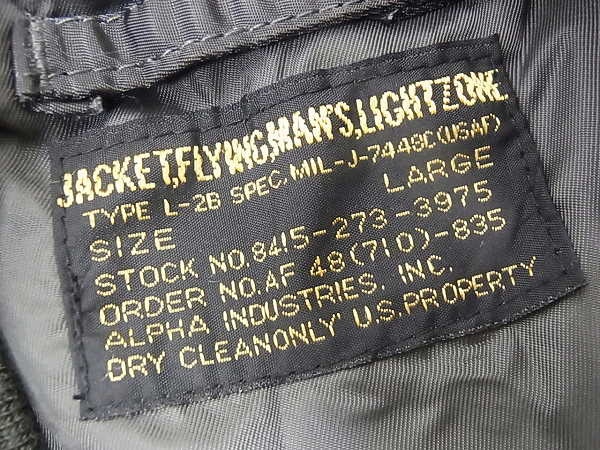 JACKET,FLYING,MAN'S,LIGHTZONE
TYPE L-2B SPEC.MIL-J-7448C(USAF)
SIZE LARGE
STOCK NO.8415-273-3975
ORDER NO.AF 48(710)-835
ALPHA INDUSTRIES. INC.
DRY CLEANONLY U.S.PROPERTY